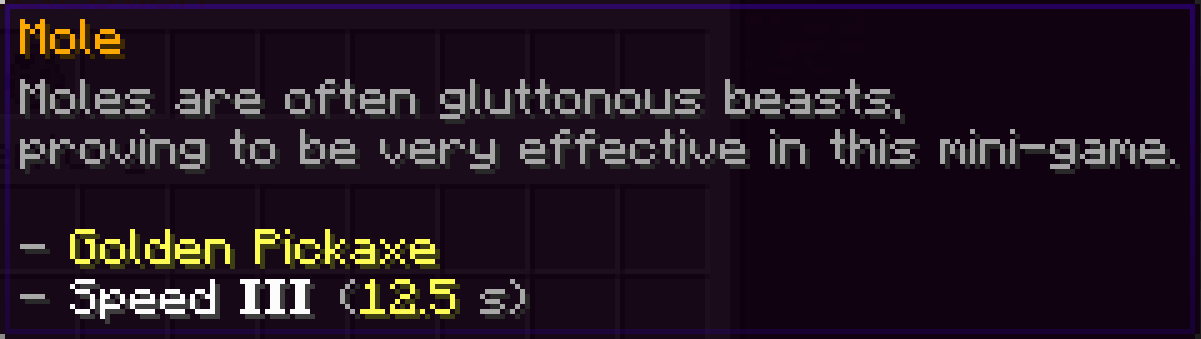 Mole
Moles are often gluttonous beasts,
proving to be very effective in this mini-game.
- Golden Pickaxe
- Speed III (12.5 s)